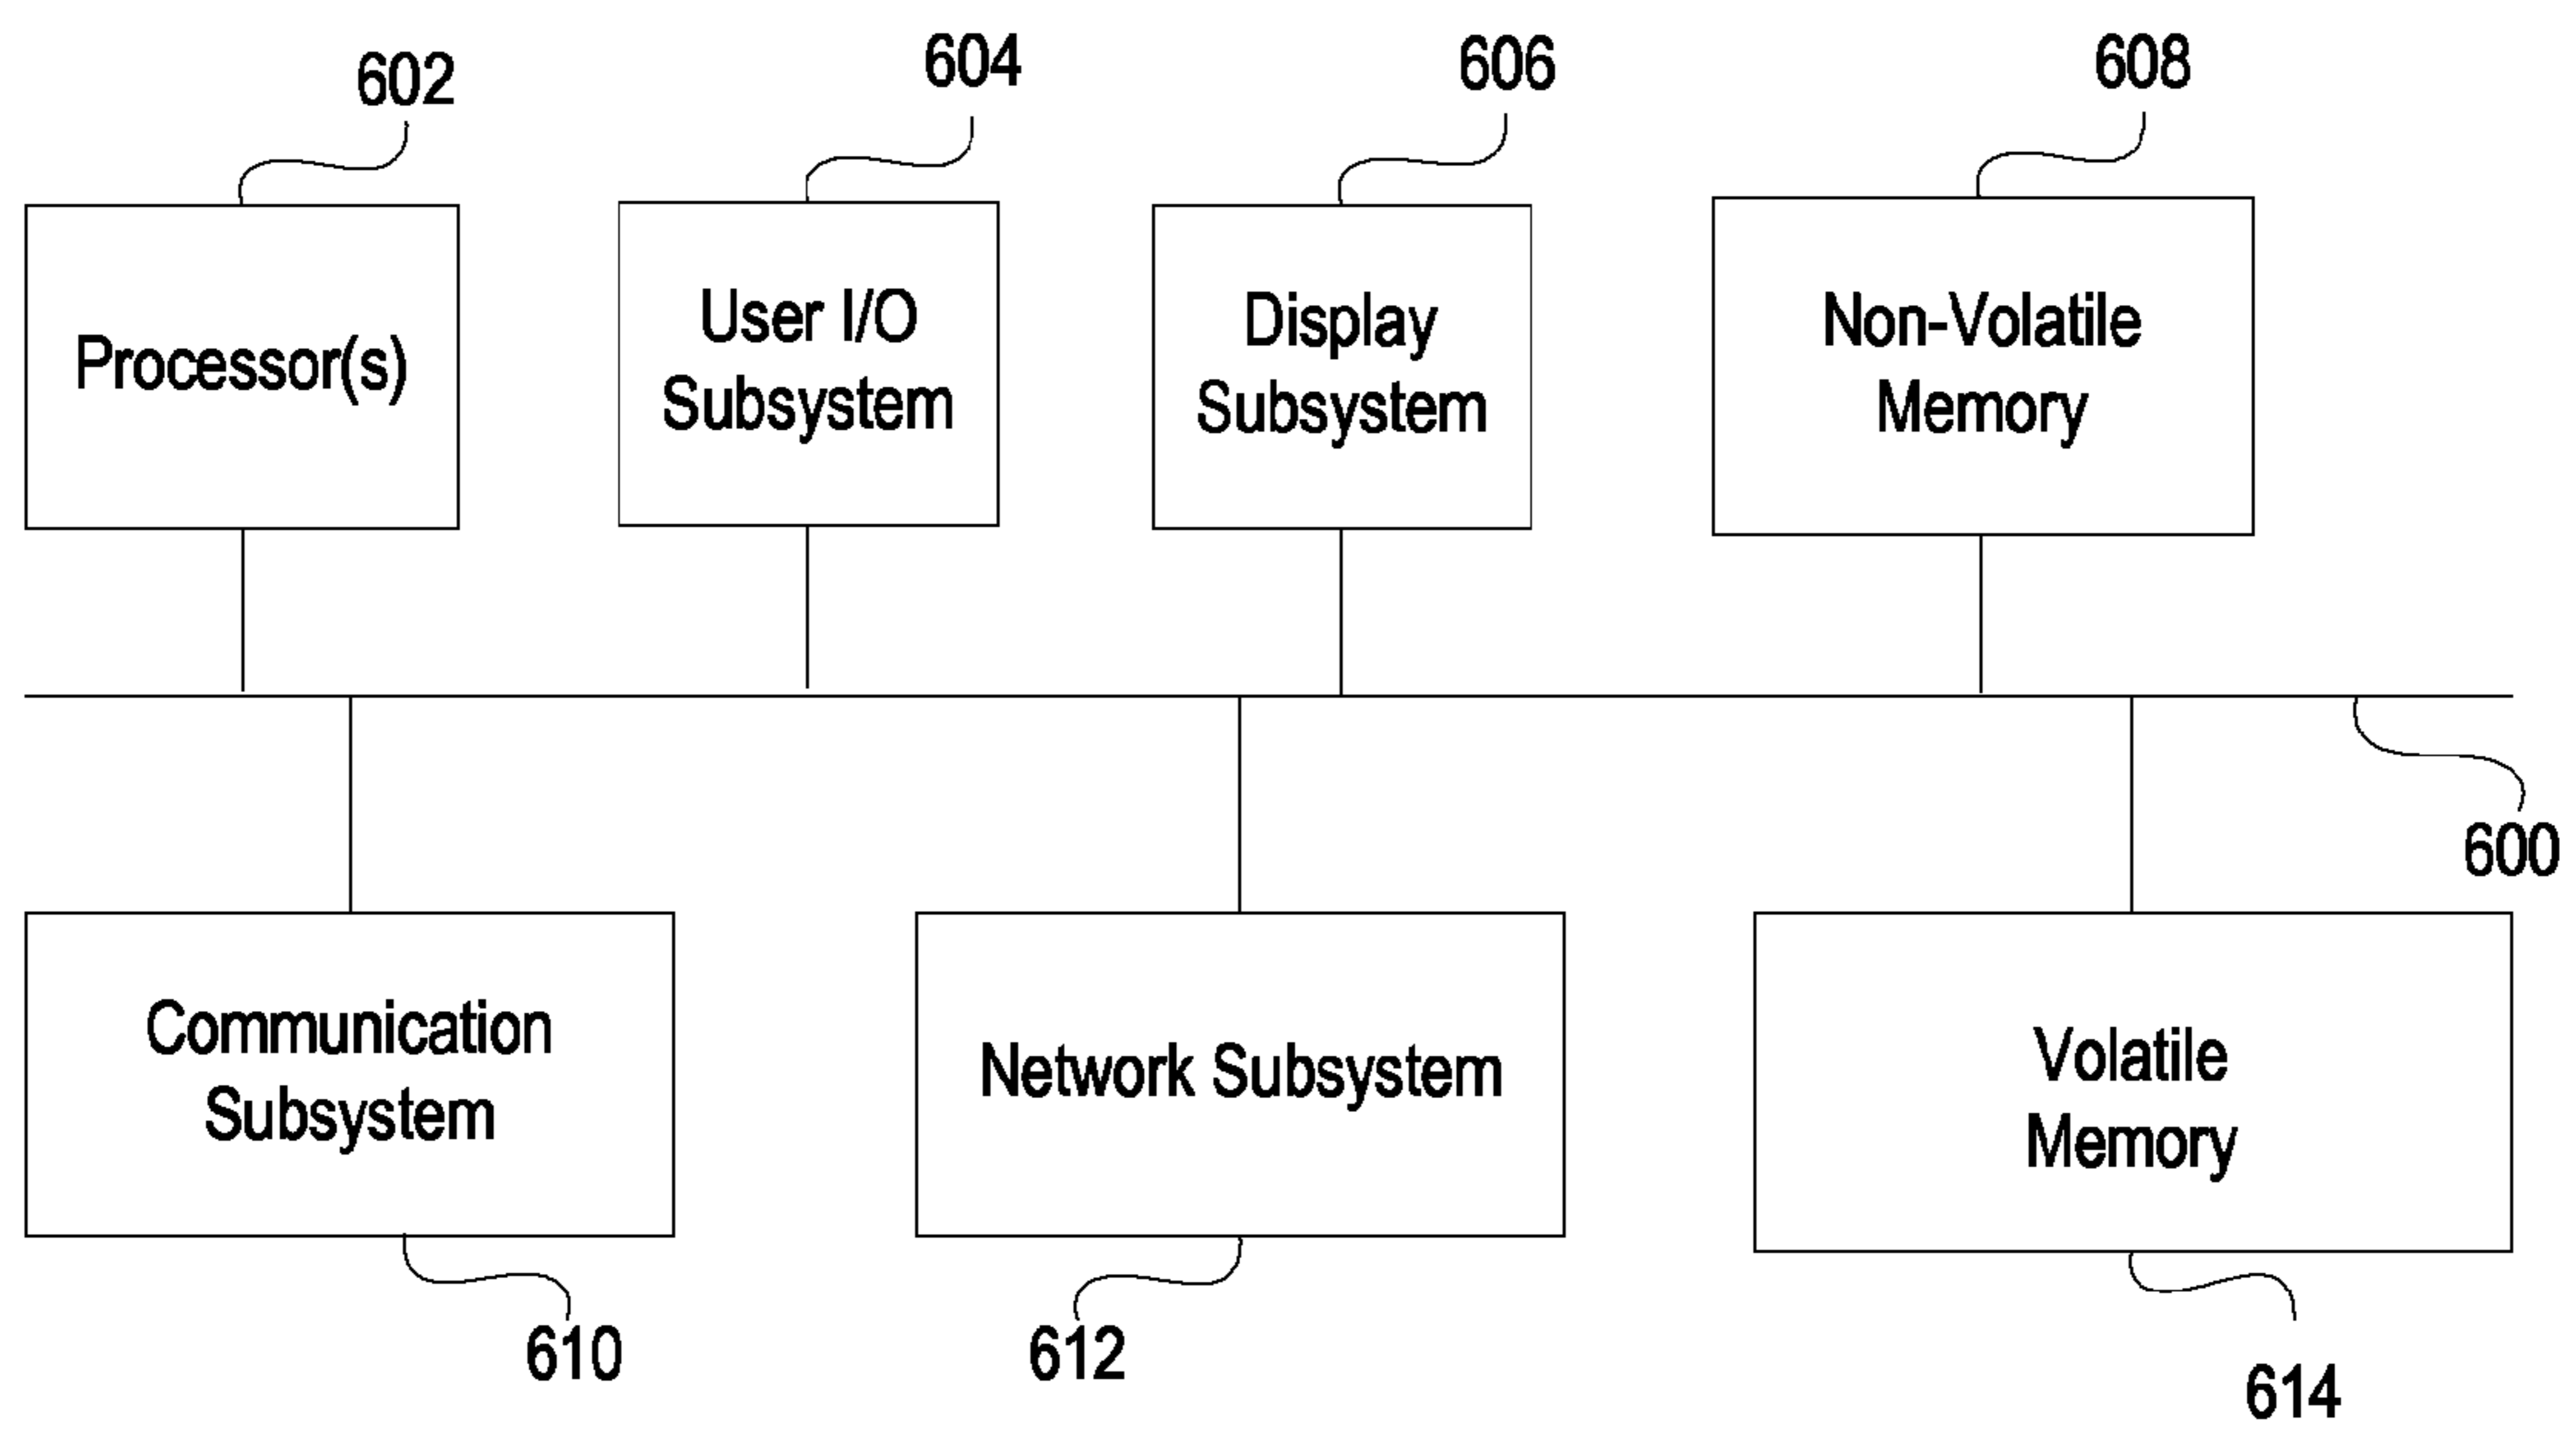 602
604
606
608
Processor(s)
User I/O
Subsystem
Display
Subsystem
Non-Volatile
Memory
600
Communication
Subsystem
Network Subsystem
Volatile
Memory
610
612
614